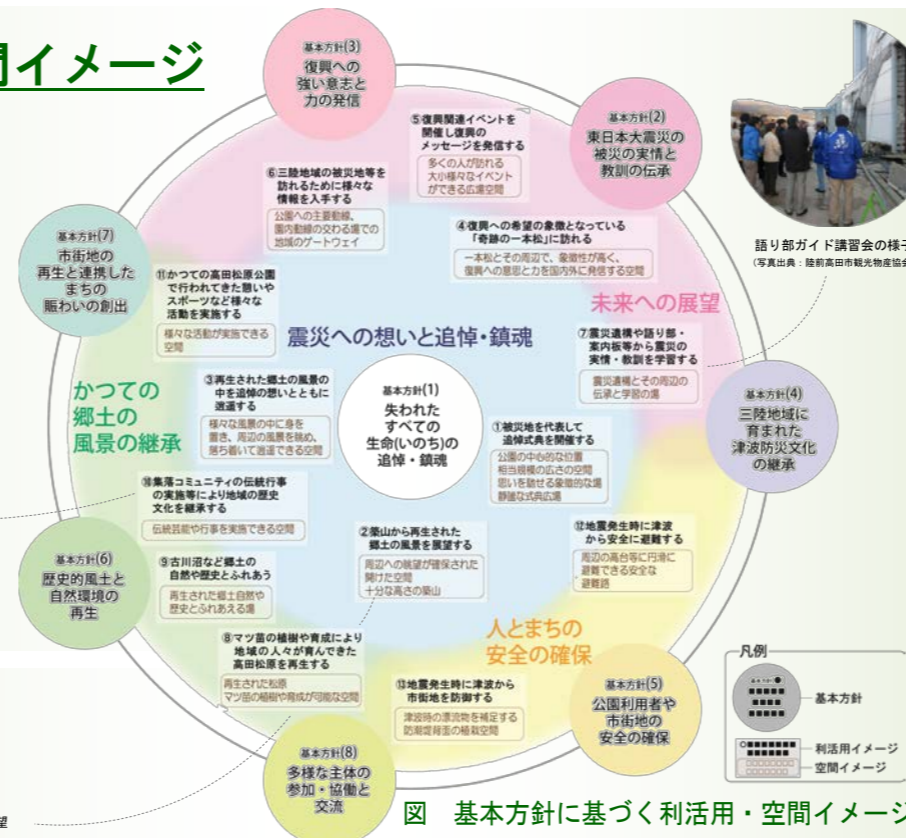 間イメージ
基本方針(3)
復興への
強い意志と
力の発信
基本方針(2)
東日本大震災の
被災の実情と
教訓の伝承
語り部ガイド講習会の様子
(写真出典:陸前高田市観光物産協会
⑤復興関連イベントを
開催し復興の
メッセージを発信する
多くの人が訪れる
大小様々なイベント
ができる広場空間
⑥三陸地域の被災地等を
訪れるために様々な
情報を入手する
公園への主要動線、
園内動線の交わる場での
地域のゲートウェイ
④復興への希望の象徴となっている
「奇跡の一本松」に訪れる
一本松とその周辺で、象徴性が高く、
復興への意思と力を国内外に発信する空間
基本方針(7)
市街地の
再生と連携した
まちの
賑わいの創出
⑪かつての高田松原公園
で行われてきた憩いや
スポーツなど様々な
活動を実施する
様々な活動が実施できる
空間
未来への展望
震災への想いと追悼・鎮魂
⑦震災遺構や語り部・
案内板等から震災の
実情・教訓を学習する
震災遺構とその周辺の
伝承と学習の場
かつての
郷土の
風景の継承
③再生された郷土の風景の
中を追悼の想いとともに
逍遥する
様々な風景の中に身を
置き、周辺の風景を眺め、
落ち着いて逍遥できる空間
基本方針(1)
失われた
すべての
生命(いのち)の
追悼・鎮魂
①被災地を代表して
追悼式典を開催する
公園の中心的な位置
相当規模の広さの空間
思いを馳せる象徴的な場
静謐な式典広場
基本方針(4)
三陸地域に
育まれた
津波防災文化
の継承
⑩集落コミュニティの伝統行事
の実施等により地域の歴史
文化を継承する
伝統芸能や行事を実施できる空間
②築山から再生された
郷土の風景を展望する
周辺への眺望が確保された
開けた空間
十分な高さの築山
⑫地震発生時に津波
から安全に避難する
周辺の高台等に円滑に
避難できる安全な
避難路
基本方針(6)
歴史的風土と
自然環境の
再生
⑨古川沼など郷土の
自然や歴史とふれあう
再生された郷土自然や
歴史とふれあえる場
⑧マツ苗の植樹や育成により
地域の人々が育んできた
高田松原を再生する
再生された松原
マツ苗の植樹や育成が可能な空間
人とまちの
安全の確保
⑬地震発生時に津波から
市街地を防御する
津波時の漂流物を補足する
防潮堤背面の植栽空間
基本方針(5)
公園利用者や
市街地の
安全の確保
基本方針(8)
多様な主体の
参加・協働と
交流
凡例
基本方針
利活用イメージ
空間イメージ
望
図 基本方針に基づく利活用・空間イメージ